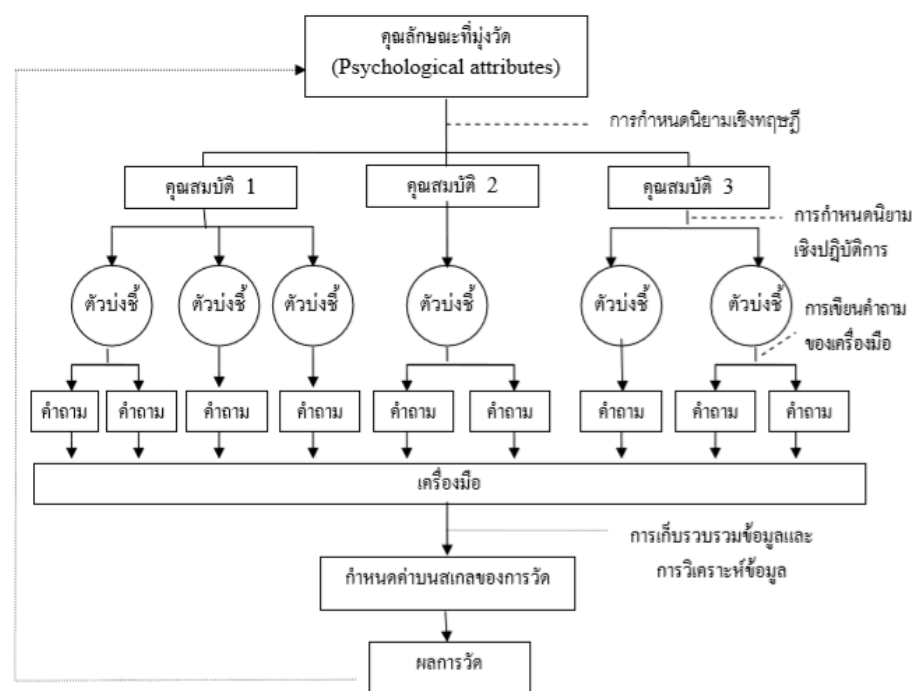 คุณลักษณะที่มุ่งวัด
(Psychological attributes)
การกำหนดนิยามเชิงทฤษฎี
คุณสมบัติ 1
คุณสมบัติ 2
คุณสมบัติ 3
การกำหนดนิยาม
เชิงปฏิบัติการ
ตัวบ่งชี้
ตัวบ่งชี้
ตัวบ่งชี้
ตัวบ่งชี้
ตัวบ่งชี้
ตัวบ่งชี้
การเขียนคำถาม
ของเครื่องมือ
คำถาม
คำถาม
คำถาม
คำถาม
คำถาม
คำถาม
คำถาม
คำถาม
คำถาม
เครื่องมือ
การเก็บรวบรวมข้อมูลและ
การวิเคราะห์ข้อมูล
กำหนดค่าบนสเกลของการวัด
ผลการวัด